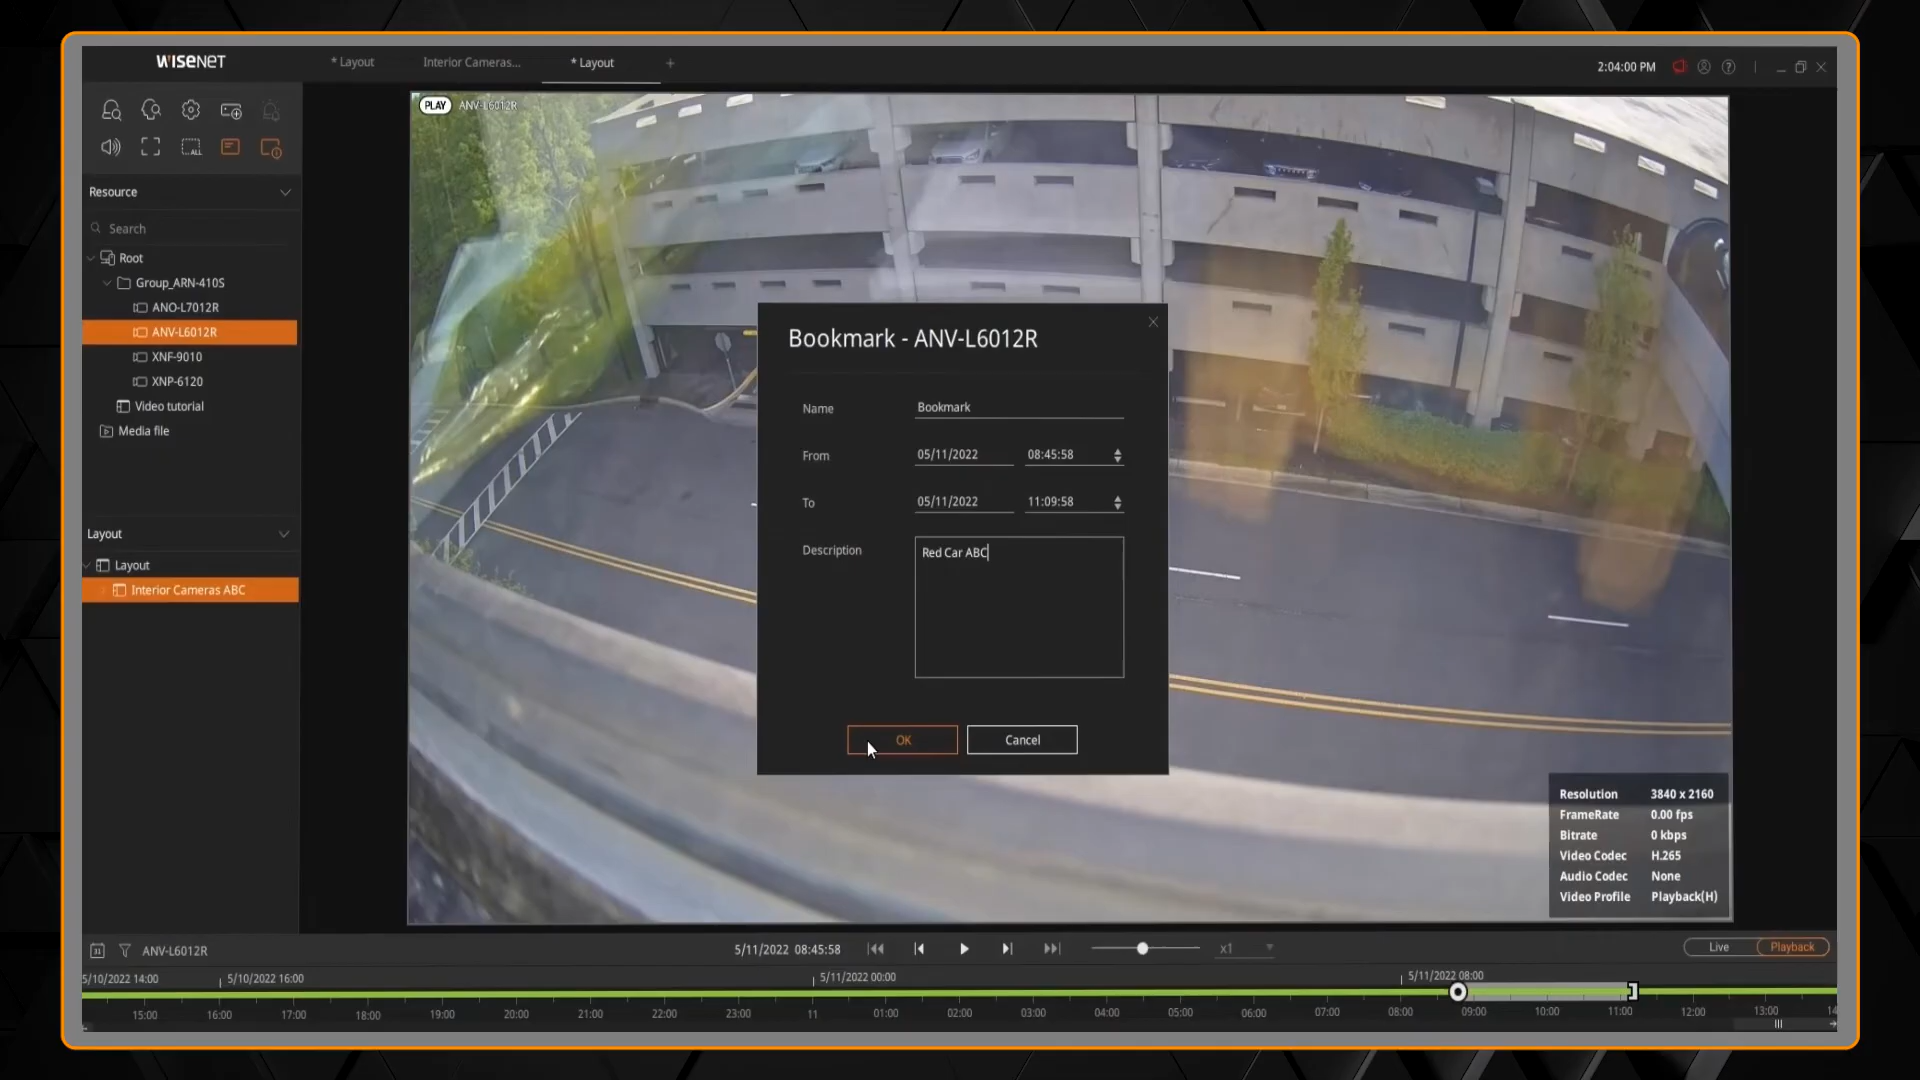 WISENET
* Layout
Interior Cameras...
* Layout
2:04:00 PM
ALL
PLAY ANV-L6012R
Resource
Search
Root
Group_ARN-410S
ANO-L7012R
ANV-L6012R
XNF-9010
XNP-6120
Video tutorial
Media file
Layout
Layout
Interior Cameras ABC
Bookmark - ANV-L6012R
Name Bookmark
From 05/11/2022 08:45:58
To 05/11/2022 11:09:58
Description Red Car ABC
OK Cancel
Resolution 3840 x 2160
FrameRate 0.00 fps
Bitrate 0 kbps
Video Codec H.265
Audio Codec None
Video Profile Playback(H)
31 ANV-L6012R
5/11/2022 08:45:58
x1
Live Playback
5/10/2022 14:00 5/10/2022 16:00 5/11/2022 00:00 5/11/2022 08:00
15:00 16:00 17:00 18:00 19:00 20:00 21:00 22:00 23:00 11 01:00 02:00 03:00 04:00 05:00 06:00 07:00 08:00 09:00 10:00 11:00 12:00 13:00 14